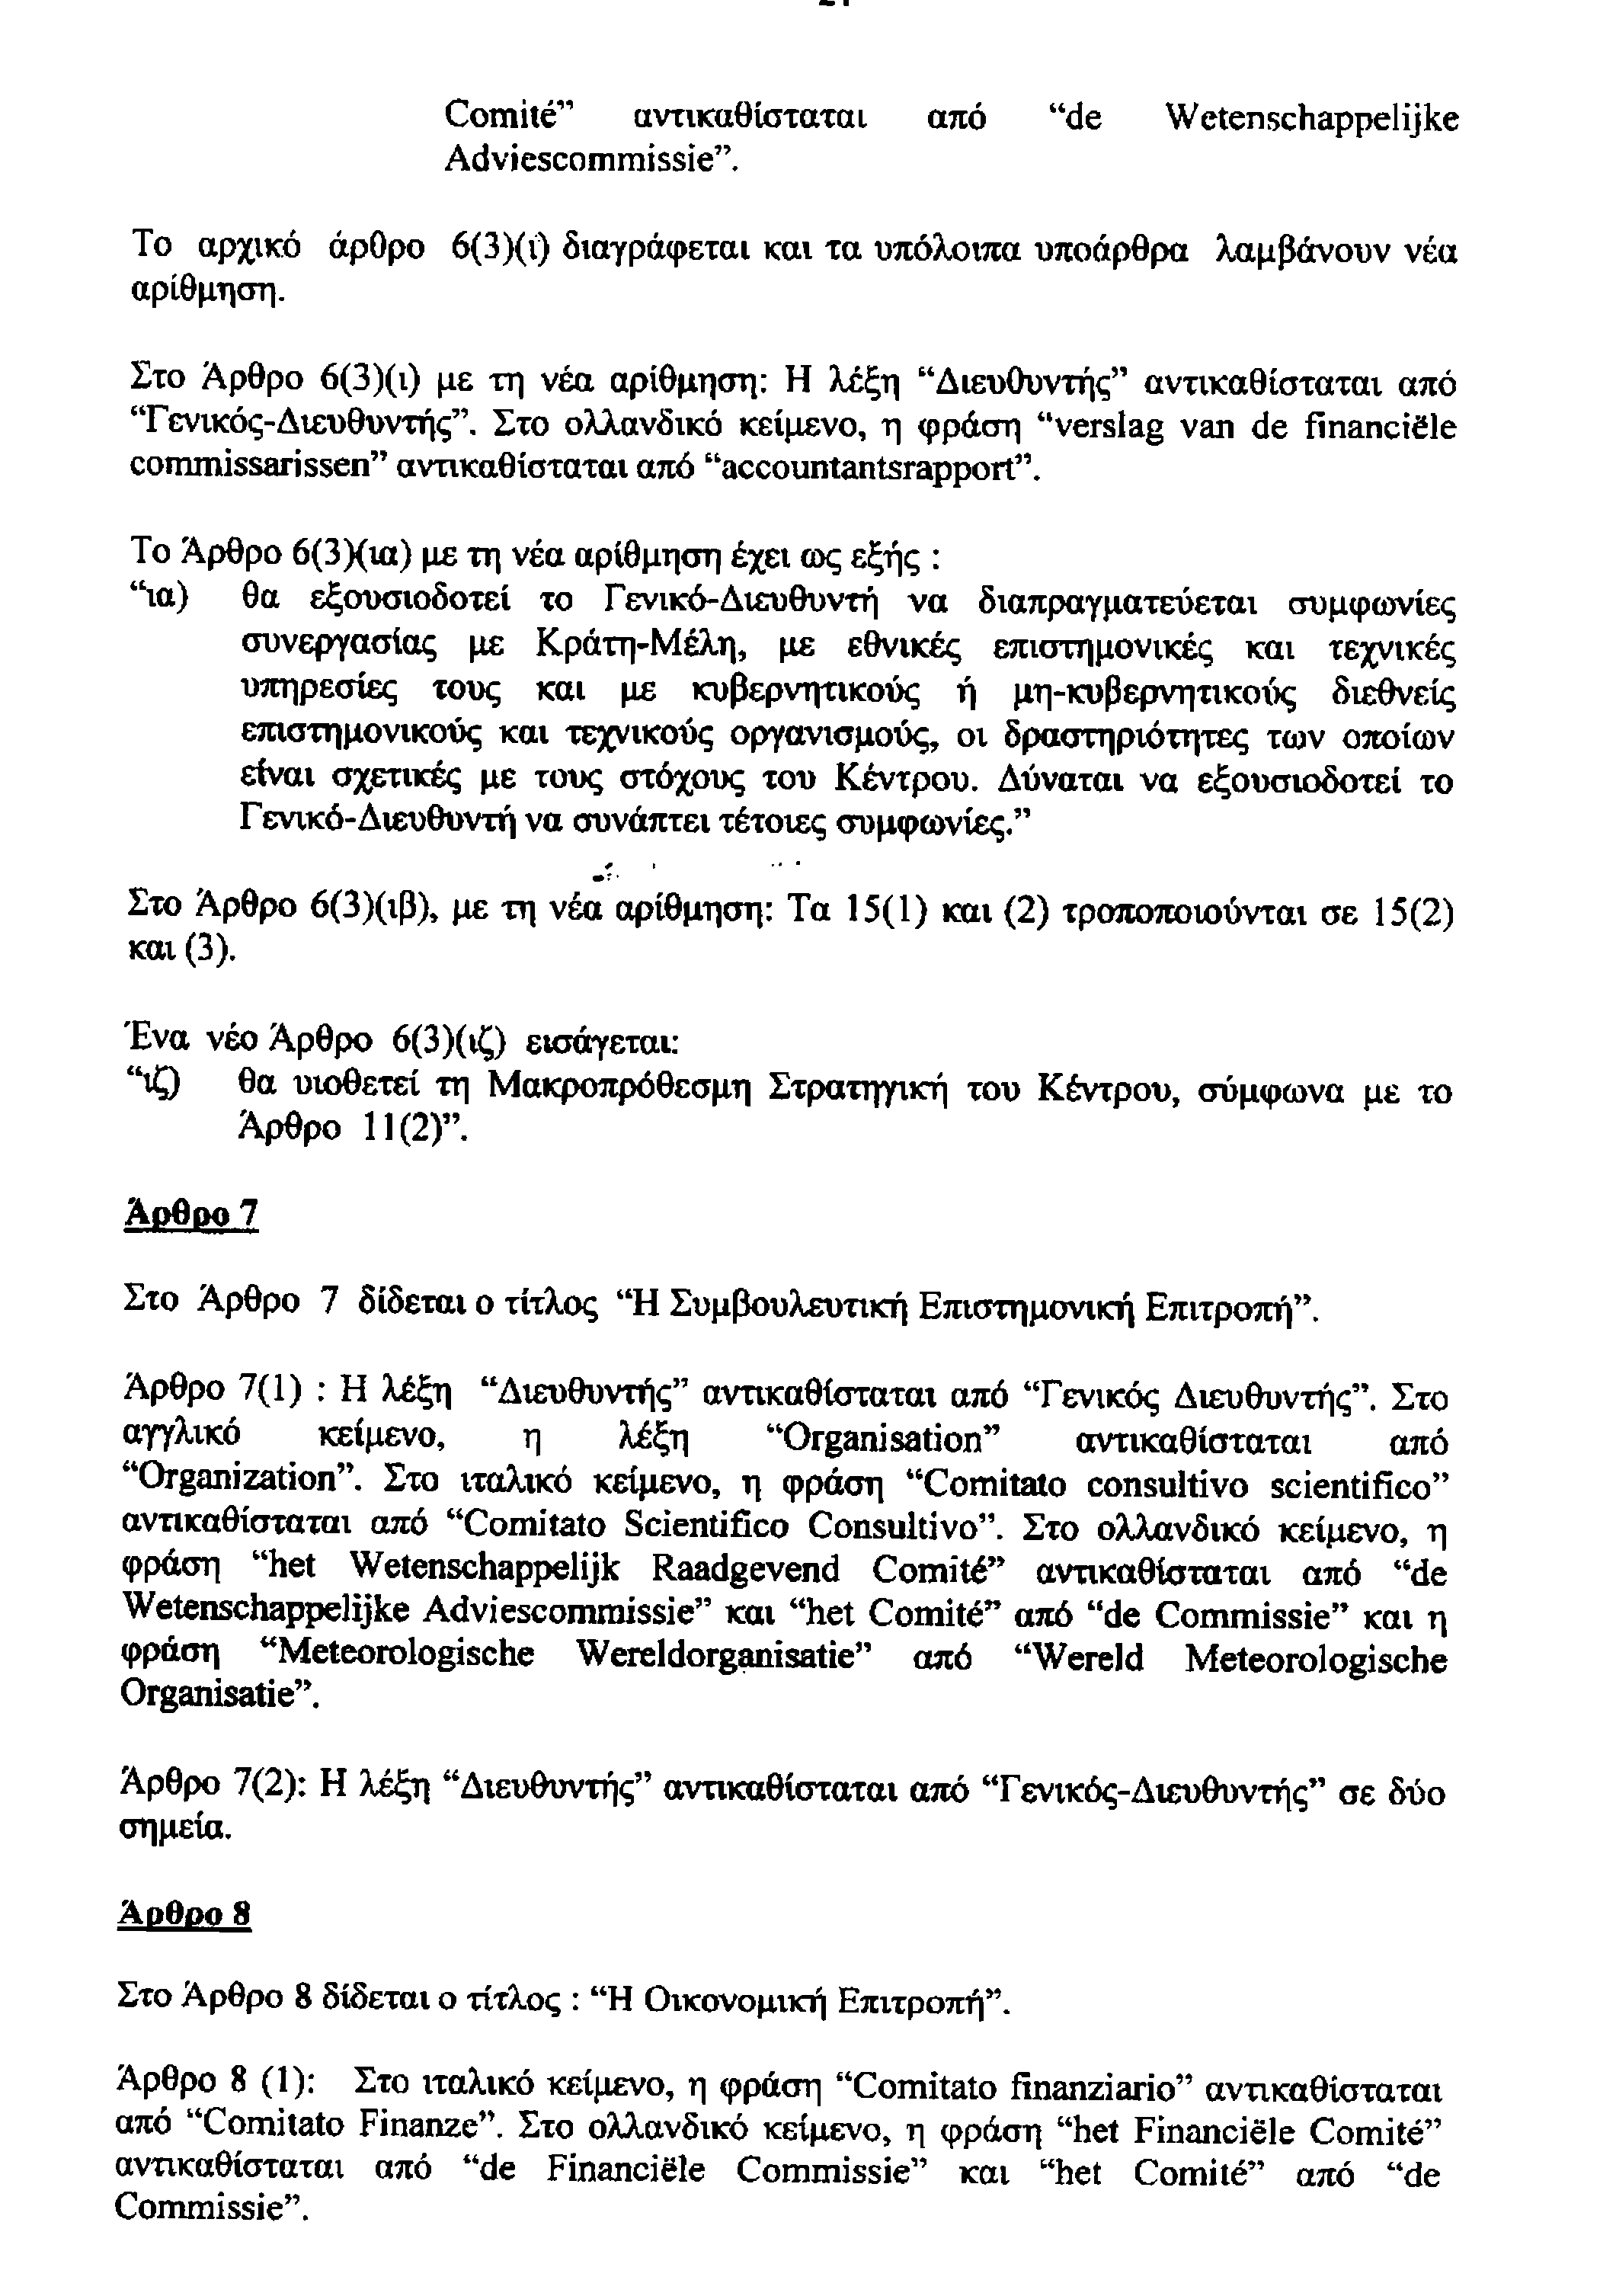 Comité” αντικαθίσταται από “de Wetenschappelijke
Adviescommissie”.
Το αρχικό άρθρο 6(3)(ι) διαγράφεται και τα υπόλοιπα υποάρθρα λαμβάνουν νέα
αρίθμηση.
Στο Άρθρο 6(3)(ι) με τη νέα αρίθμηση: Η λέξη “Διευθυντής” αντικαθίσταται από
“Γενικός-Διευθυντής”. Στο ολλανδικό κείμενο, η φράση “verslag van de financiële
commissarissen” αντικαθίσταται από “accountantsrapport”.
Το Άρθρο 6(3)(ια) με τη νέα αρίθμηση έχει ως εξής :
“ια) θα εξουσιοδοτεί το Γενικό-Διευθυντή να διαπραγματεύεται συμφωνίες
συνεργασίας με Κράτη-Μέλη, με εθνικές επιστημονικές και τεχνικές
υπηρεσίες τους και με κυβερνητικούς ή μη-κυβερνητικούς διεθνείς
επιστημονικούς και τεχνικούς οργανισμούς, οι δραστηριότητες των οποίων
είναι σχετικές με τους στόχους του Κέντρου. Δύναται να εξουσιοδοτεί το
Γενικό-Διευθυντή να συνάπτει τέτοιες συμφωνίες.”
Στο Άρθρο 6(3)(ιβ), με τη νέα αρίθμηση: Τα 15(1) και (2) τροποποιούνται σε 15(2)
και (3).
Ένα νέο Άρθρο 6(3)(ιζ) εισάγεται:
“ιζ) θα υιοθετεί τη Μακροπρόθεσμη Στρατηγική του Κέντρου, σύμφωνα με το
Άρθρο 11(2)”.
Άρθρο 7
Στο Άρθρο 7 δίδεται ο τίτλος “Η Συμβουλευτική Επιστημονική Επιτροπή”.
Άρθρο 7(1) : Η λέξη “Διευθυντής” αντικαθίσταται από “Γενικός Διευθυντής”. Στο
αγγλικό κείμενο, η λέξη “Organisation” αντικαθίσταται από
“Organization”. Στο ιταλικό κείμενο, η φράση “Comitato consultivo scientifico”
αντικαθίσταται από “Comitato Scientifico Consultivo”. Στο ολλανδικό κείμενο, η
φράση “het Wetenschappelijk Raadgevend Comité” αντικαθίσταται από “de
Wetenschappelijke Adviescommissie” και “het Comité” από “de Commissie” και η
φράση “Meteorologische Wereldorganisatie” από “Wereld Meteorologische
Organisatie”.
Άρθρο 7(2): Η λέξη “Διευθυντής” αντικαθίσταται από “Γενικός-Διευθυντής” σε δύο
σημεία.
Άρθρο 8
Στο Άρθρο 8 δίδεται ο τίτλος : “Η Οικονομική Επιτροπή”.
Άρθρο 8 (1): Στο ιταλικό κείμενο, η φράση “Comitato finanziario” αντικαθίσταται
από “Comitato Finanze”. Στο ολλανδικό κείμενο, η φράση “het Financiële Comité”
αντικαθίσταται από “de Financiële Commissie” και “het Comité” από “de
Commissie”.